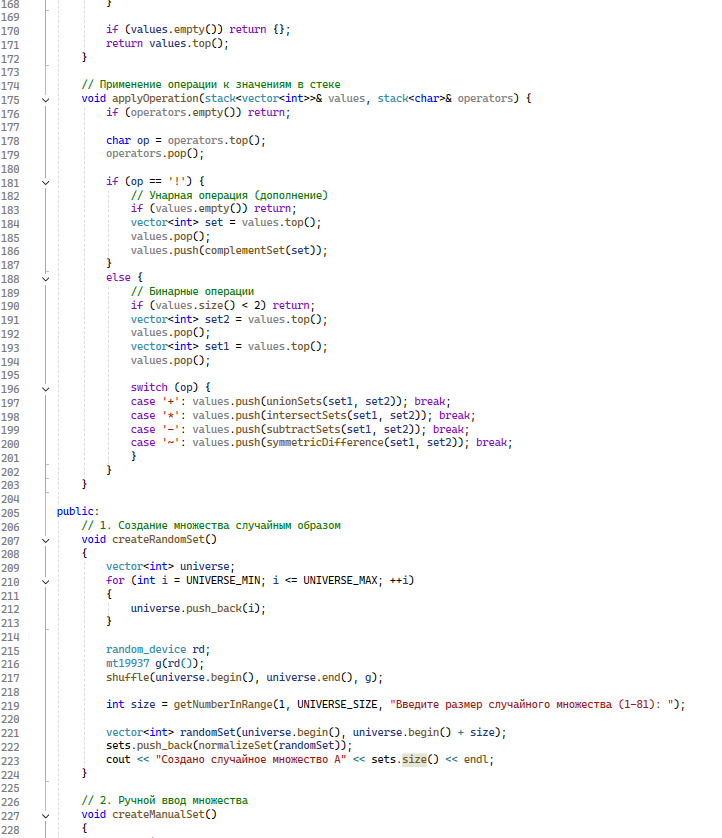 168 }
169
170 if (values.empty()) return {};
171 return values.top();
172 }
173
174 // Применение операции к значениям в стеке
175 void applyOperation(stack<vector<int>>& values, stack<char>& operators) {
176 if (operators.empty()) return;
177
178 char op = operators.top();
179 operators.pop();
180
181 if (op == '!') {
182 // Унарная операция (дополнение)
183 if (values.empty()) return;
184 vector<int> set = values.top();
185 values.pop();
186 values.push(complementSet(set));
187 }
188 else {
189 // Бинарные операции
190 if (values.size() < 2) return;
191 vector<int> set2 = values.top();
192 values.pop();
193 vector<int> set1 = values.top();
194 values.pop();
195
196 switch (op) {
197 case '+': values.push(unionSets(set1, set2)); break;
198 case '*': values.push(intersectSets(set1, set2)); break;
199 case '-': values.push(subtractSets(set1, set2)); break;
200 case '~': values.push(symmetricDifference(set1, set2)); break;
201 }
202 }
203 }
204
205 public:
206 // 1. Создание множества случайным образом
207 void createRandomSet()
208 {
209 vector<int> universe;
210 for (int i = UNIVERSE_MIN; i <= UNIVERSE_MAX; ++i)
211 {
212 universe.push_back(i);
213 }
214
215 random_device rd;
216 mt19937 g(rd());
217 shuffle(universe.begin(), universe.end(), g);
218
219 int size = getNumberInRange(1, UNIVERSE_SIZE, "Введите размер случайного множества (1-81): ");
220
221 vector<int> randomSet(universe.begin(), universe.begin() + size);
222 sets.push_back(normalizeSet(randomSet));
223 cout << "Создано случайное множество A" << sets.size() << endl;
224 }
225
226 // 2. Ручной ввод множества
227 void createManualSet()
228 {